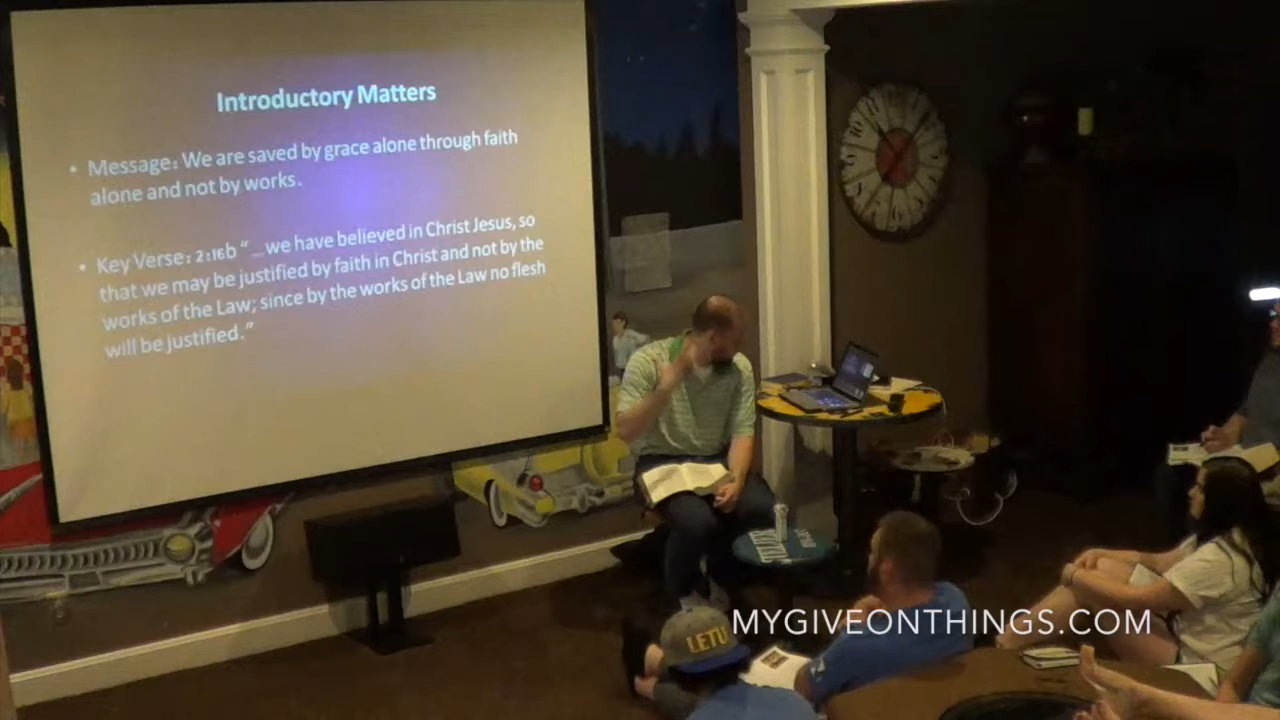 Introductory Matters
• Message: We are saved by grace alone through faith
alone and not by works.
• Key Verse: 2:16b “ …we have believed in Christ Jesus, so
that we may be justified by faith in Christ and not by the
works of the Law; since by the works of the Law no flesh
will be justified.”
LETU
MYGIVEONTHINGS.COM